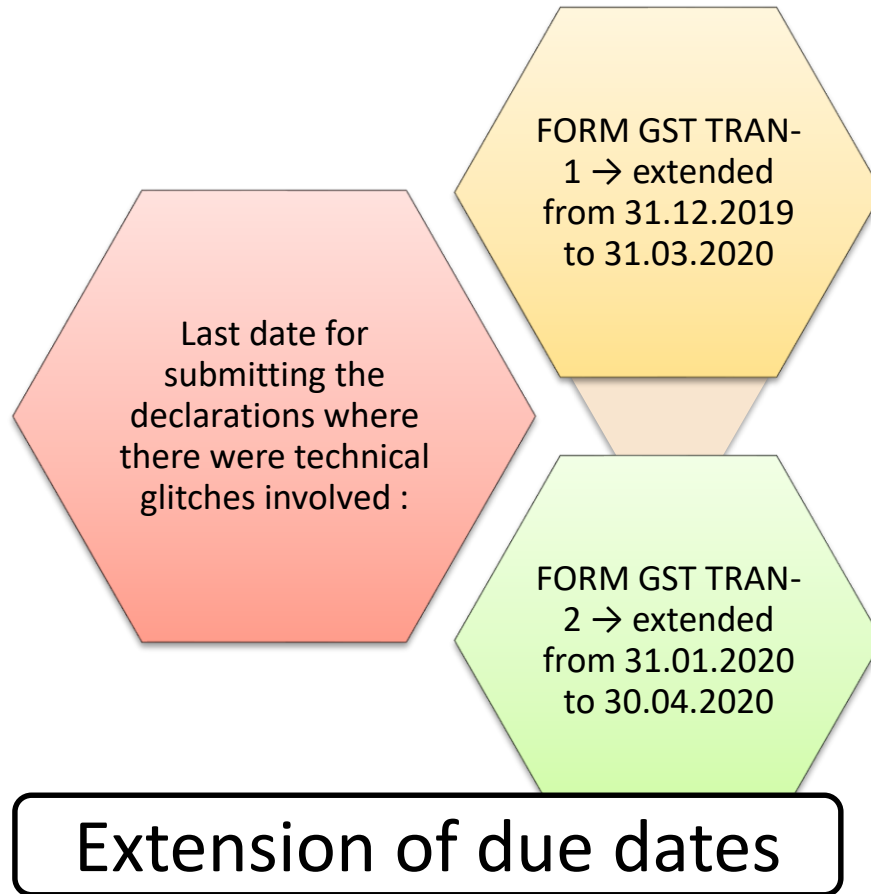 FORM GST TRAN-
1 → extended
from 31.12.2019
to 31.03.2020
Last date for
submitting the
declarations where
there were technical
glitches involved :
FORM GST TRAN-
2 → extended
from 31.01.2020
to 30.04.2020
Extension of due dates